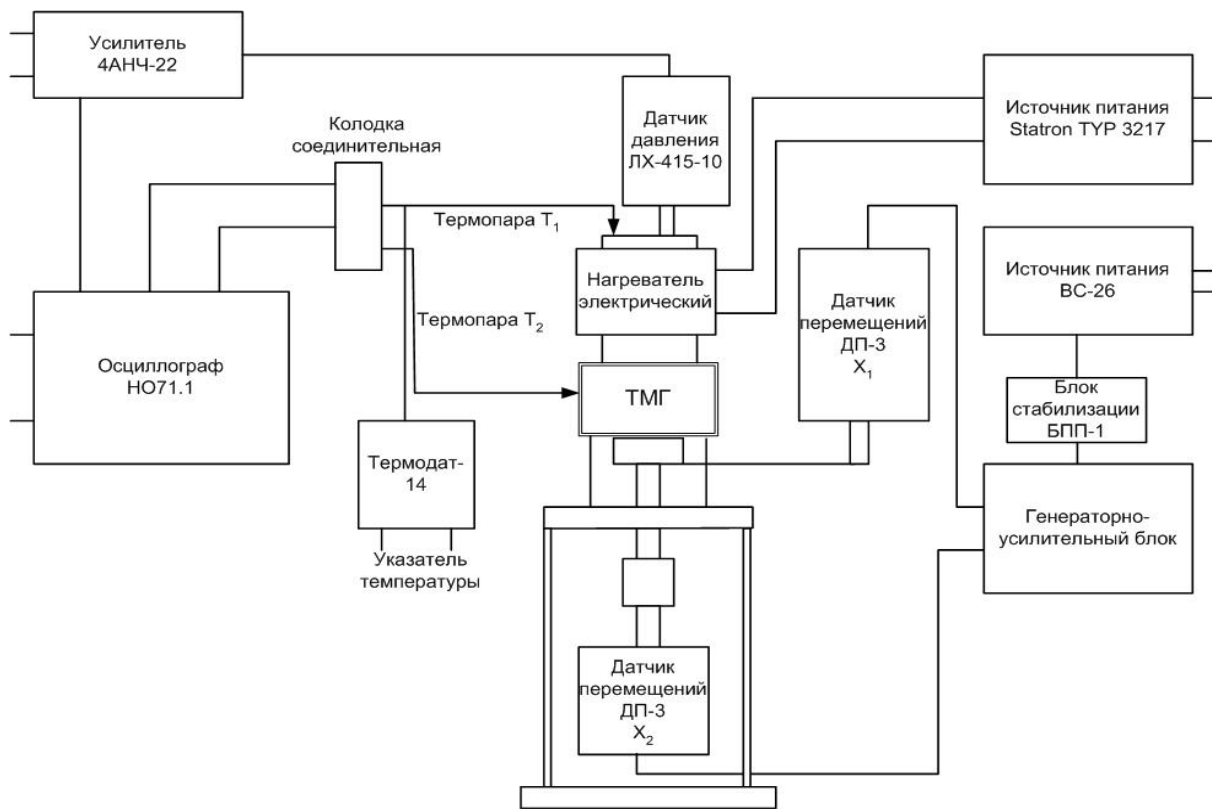 Усилитель
4АНЧ-22
Колодка
соединительная
Датчик
давления
ЛХ-415-10
Источник питания
Statron TYP 3217
Термопара T₁
Нагреватель
электрический
Датчик
перемещений
ДП-3
X₁
Источник питания
ВС-26
Термопара T₂
Осциллограф
НО71.1
ТМГ
Блок
стабилизации
БПП-1
Термодат-
14
Указатель
температуры
Генераторно-
усилительный блок
Датчик
перемещений
ДП-3
X₂